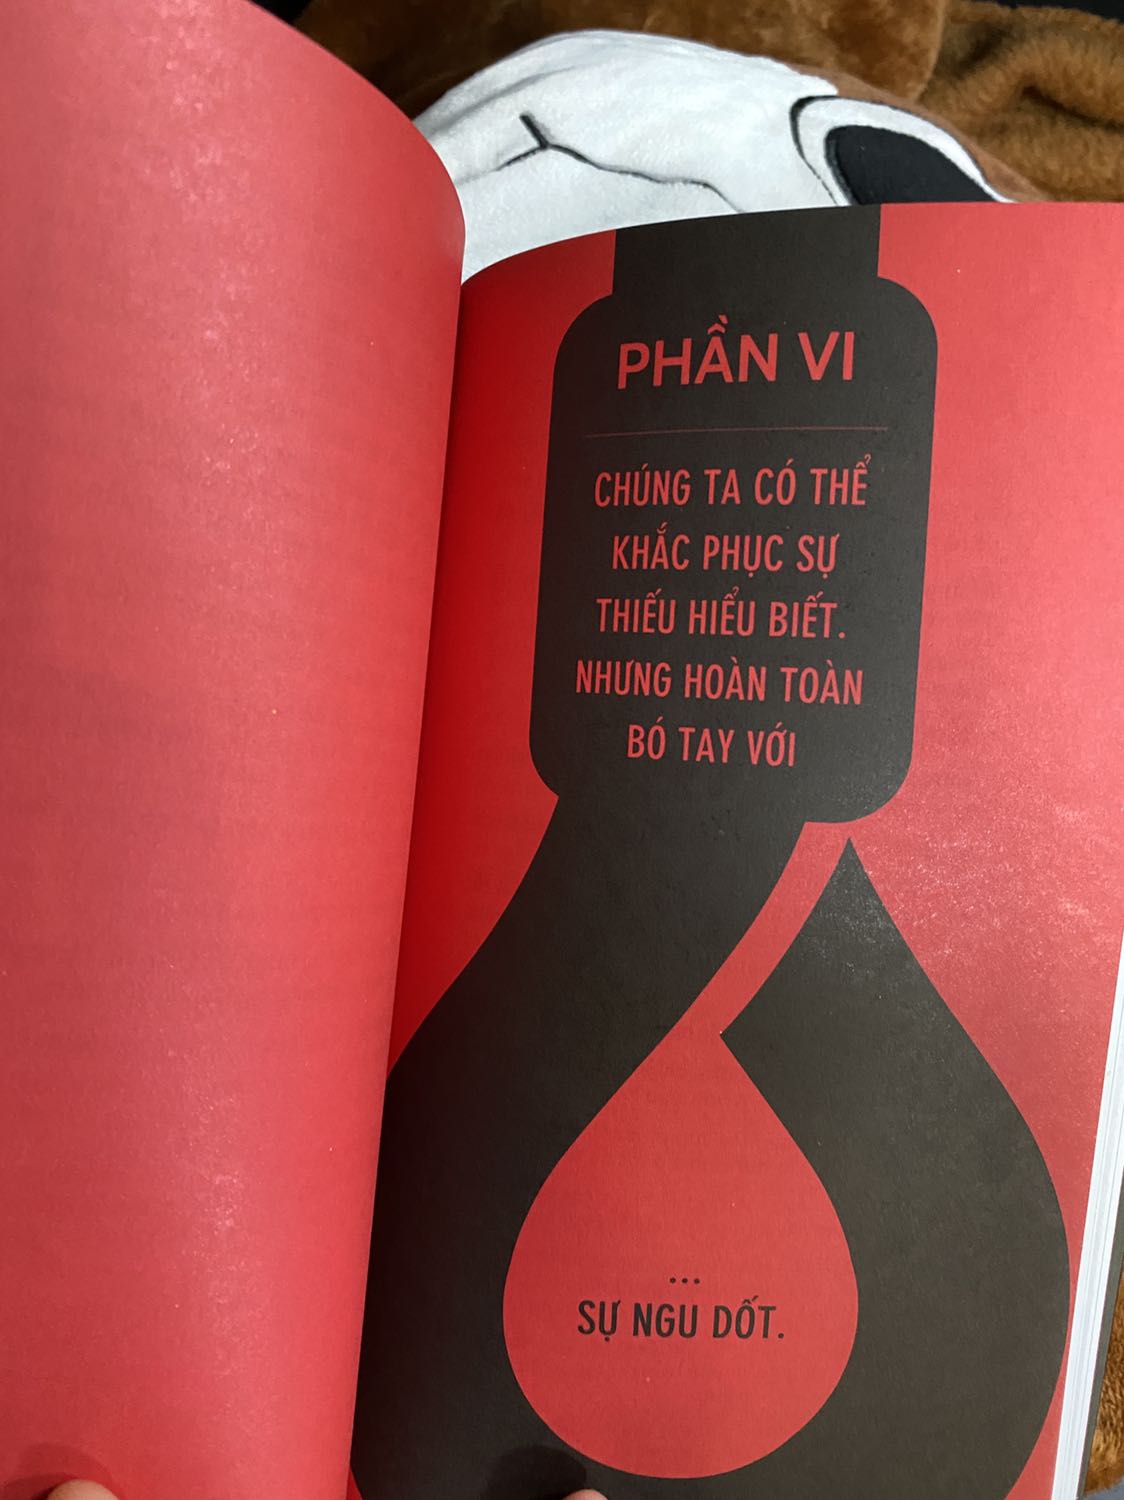 PHẦN VI
CHÚNG TA CÓ THỂ
KHẮC PHỤC SỰ
THIẾU HIỂU BIẾT.
NHƯNG HOÀN TOÀN
BÓ TAY VỚI
...
SỰ NGU DỐT.